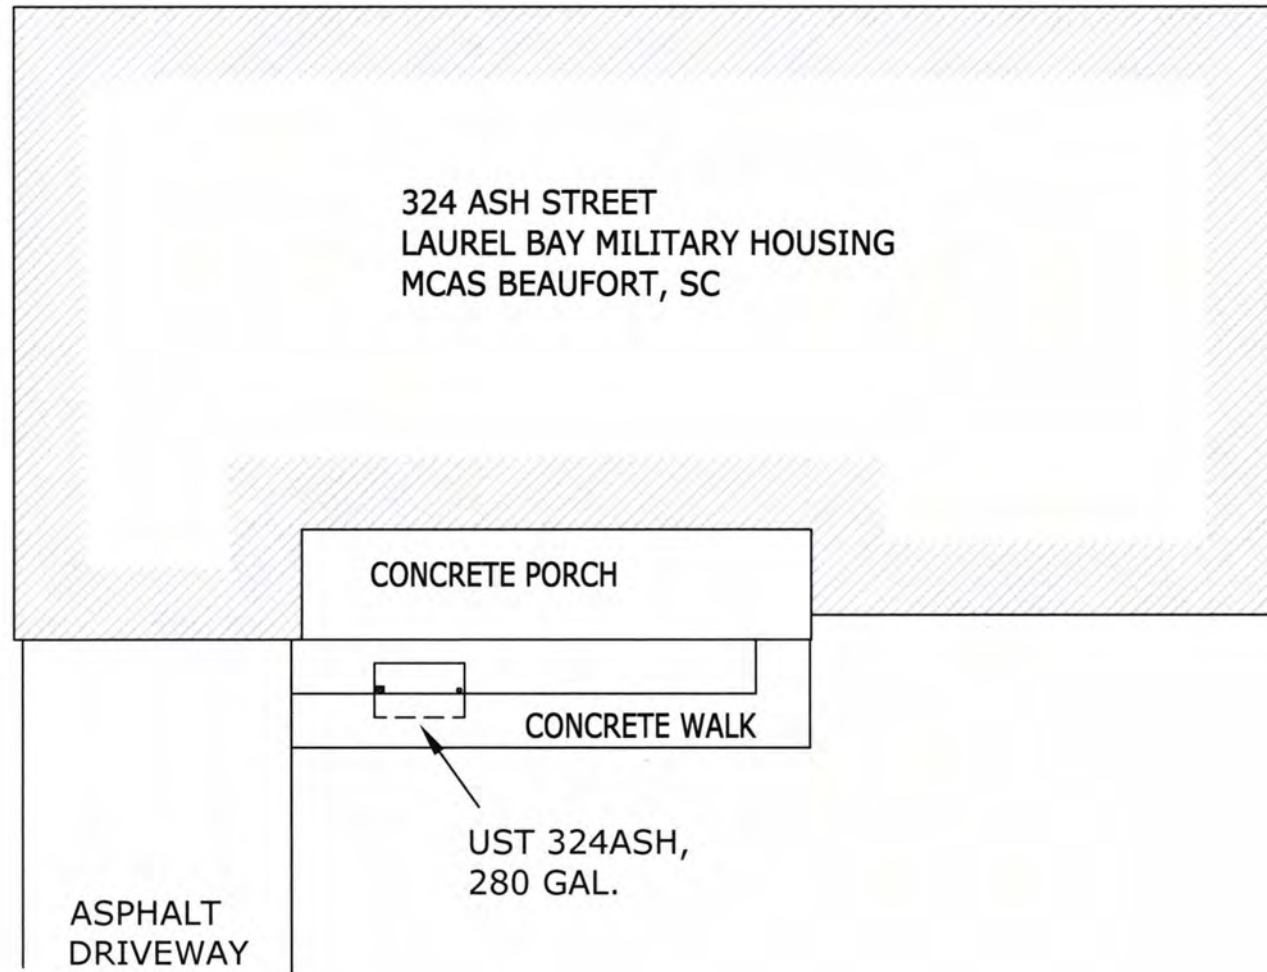 324 ASH STREET
LAUREL BAY MILITARY HOUSING
MCAS BEAUFORT, SC
CONCRETE PORCH
CONCRETE WALK
UST 324ASH,
280 GAL.
ASPHALT
DRIVEWAY